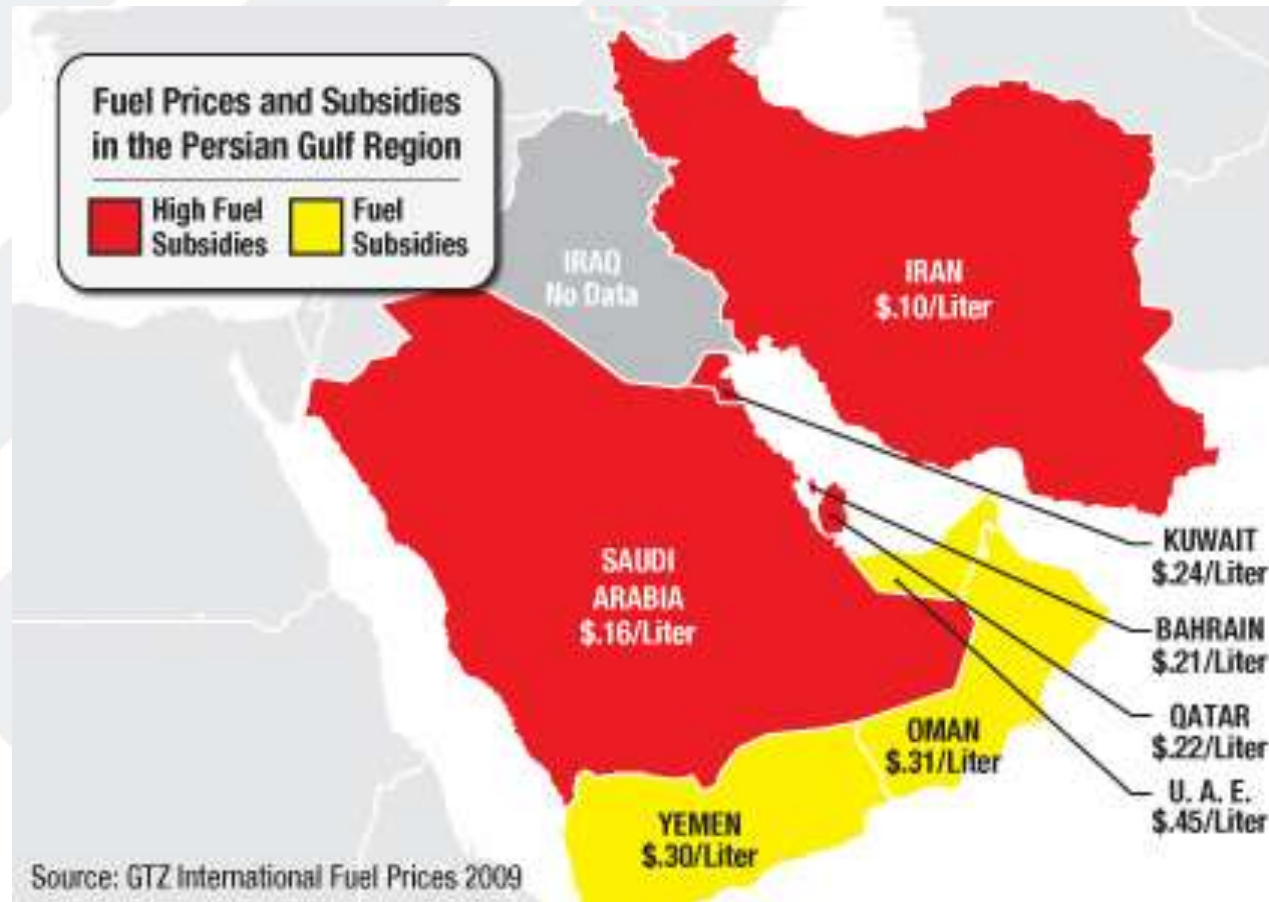 Fuel Prices and Subsidies
in the Persian Gulf Region
High Fuel
Subsidies
Fuel
Subsidies
IRAQ
No Data
IRAN
$.10/Liter
SAUDI
ARABIA
$.16/Liter
KUWAIT
$.24/Liter
BAHRAIN
$.21/Liter
QATAR
$.22/Liter
U. A. E.
$.45/Liter
OMAN
$.31/Liter
YEMEN
$.30/Liter
Source: GTZ International Fuel Prices 2009